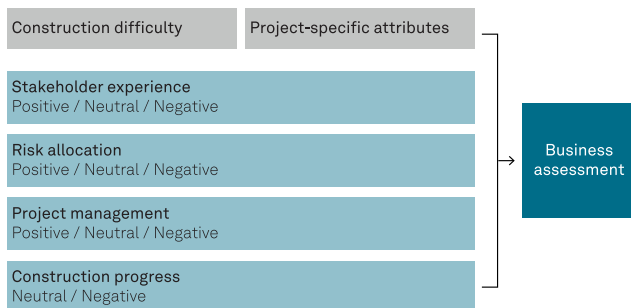 Construction difficulty
Project-specific attributes
Stakeholder experience
Positive / Neutral / Negative
Risk allocation
Positive / Neutral / Negative
Project management
Positive / Neutral / Negative
Construction progress
Neutral / Negative
Business
assessment